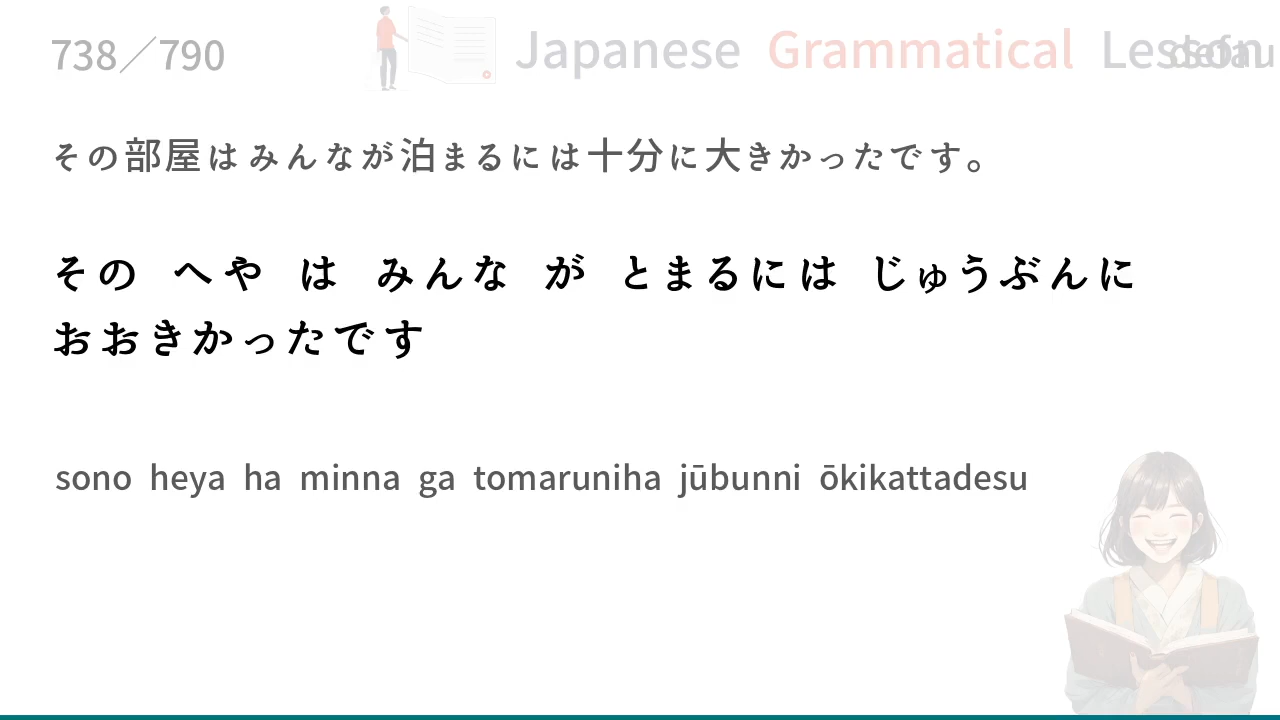 738／790
Japanese Grammatical Lesson
その部屋はみんなが泊まるには十分に大きかったです。
その へや は みんな が とまるには じゅうぶんに
おおきかったです
sono heya ha minna ga tomaruniha jūbunni ōkikattadesu